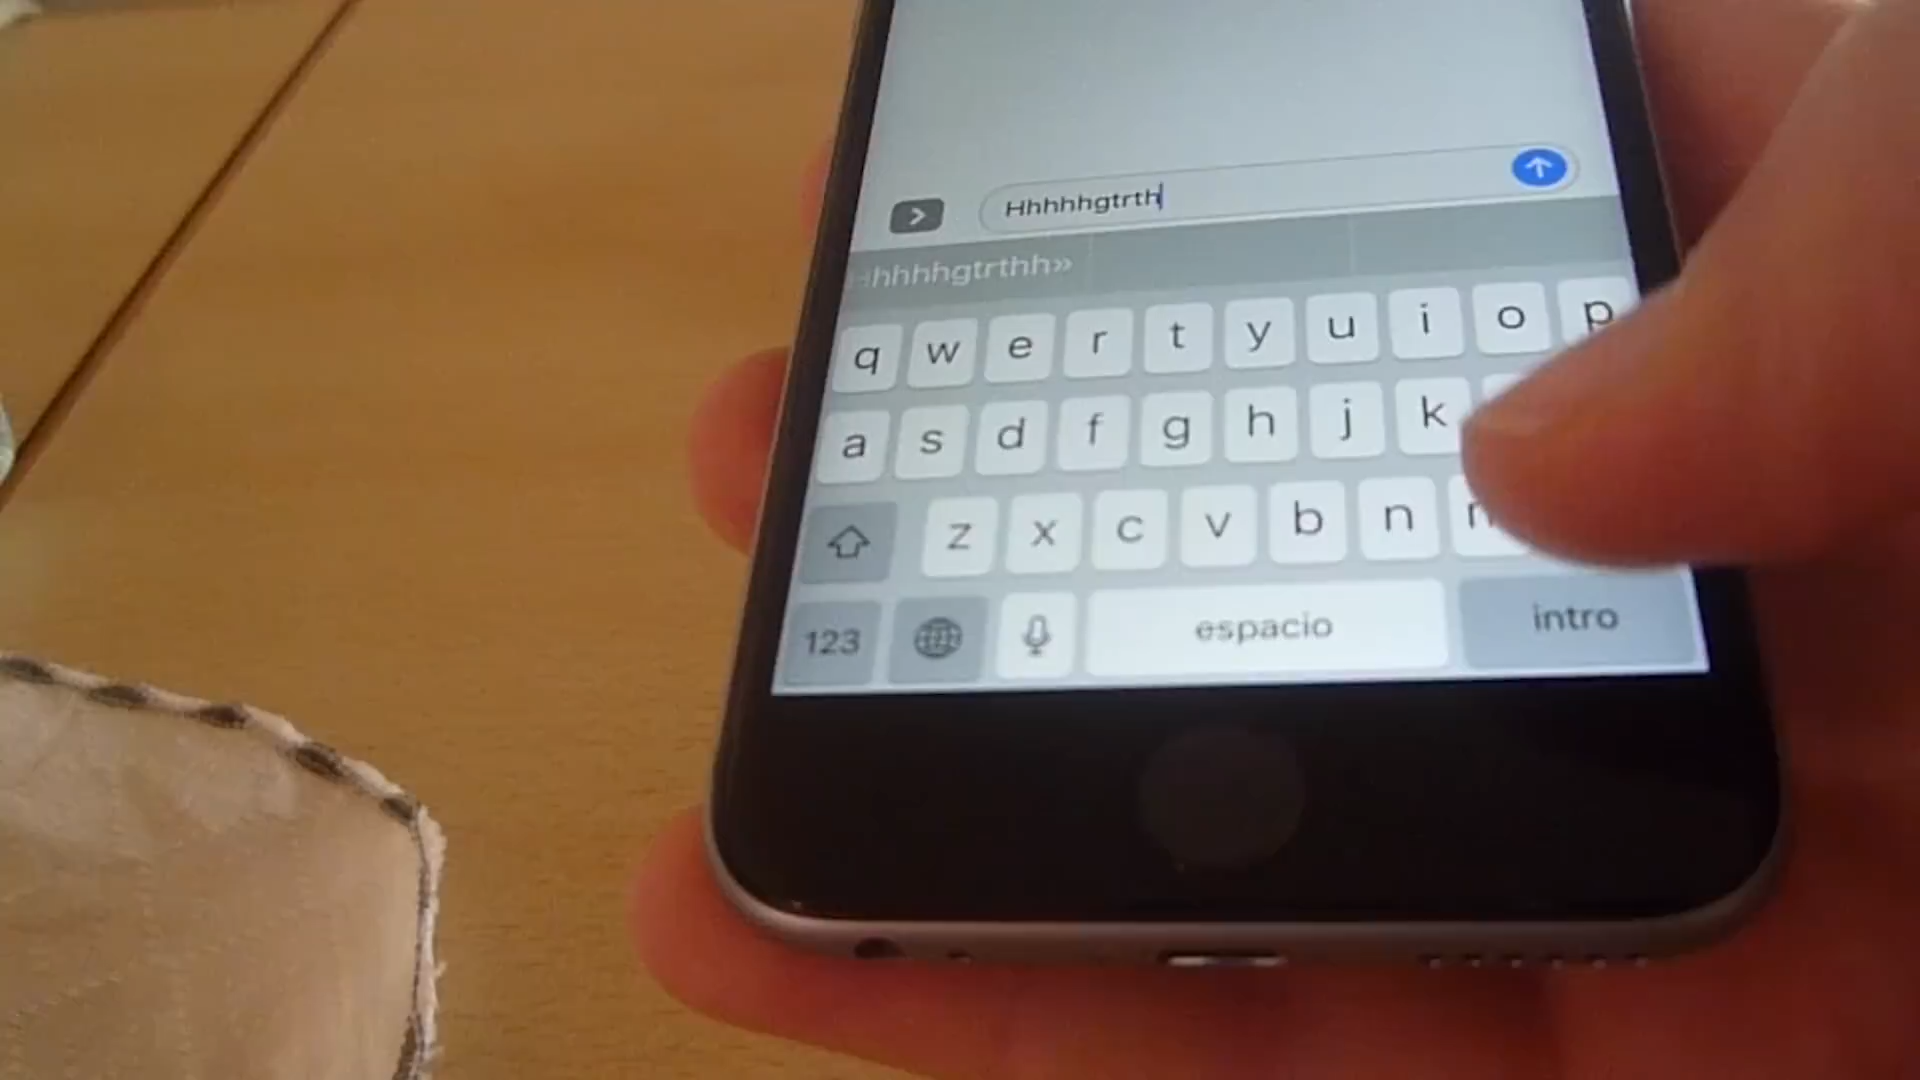 Hhhhhgtrth
hhhhgtrthh»
q w e r t y u i o p
a s d f g h j k
z x c v b n
123 espacio intro